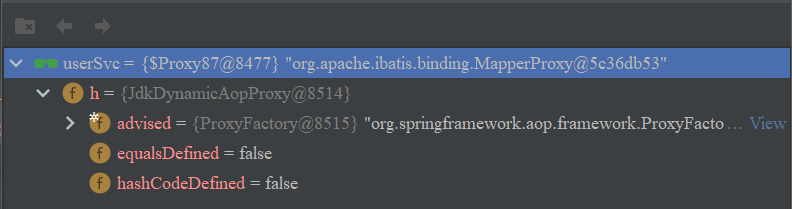 userSvc = {$Proxy87@8477} "org.apache.ibatis.binding.MapperProxy@5c36db53"
f h = {JdkDynamicAopProxy@8514}
f advised = {ProxyFactory@8515} "org.springframework.aop.framework.ProxyFacto ... View
f equalsDefined = false
f hashCodeDefined = false